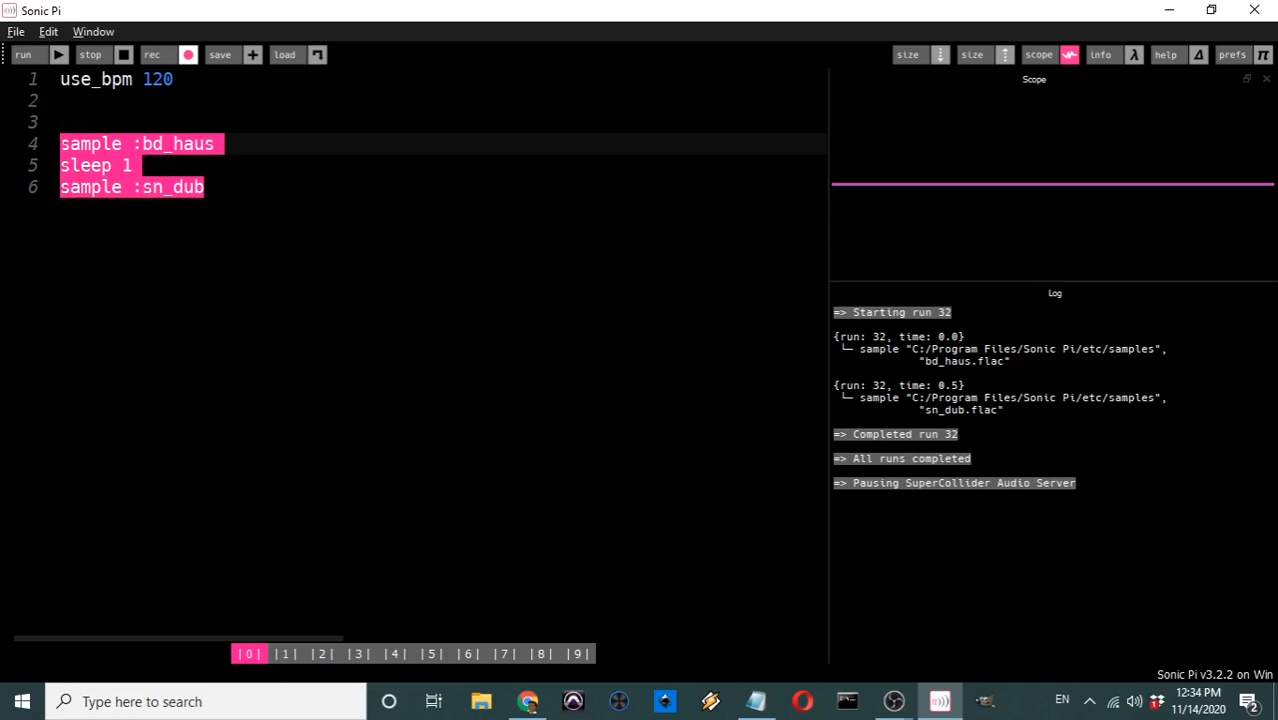 Sonic Pi
File Edit Window
run stop rec save load size size scope info help prefs
1 use_bpm 120
2
3
4 sample :bd_haus
5 sleep 1
6 sample :sn_dub
Scope
Log
=> Starting run 32
{run: 32, time: 0.0}
└─ sample "C:/Program Files/Sonic Pi/etc/samples",
"bd_haus.flac"
{run: 32, time: 0.5}
└─ sample "C:/Program Files/Sonic Pi/etc/samples",
"sn_dub.flac"
=> Completed run 32
=> All runs completed
=> Pausing SuperCollider Audio Server
|0| |1| |2| |3| |4| |5| |6| |7| |8| |9|
Sonic Pi v3.2.2 on Win
Type here to search
EN
12:34 PM
11/14/2020
2